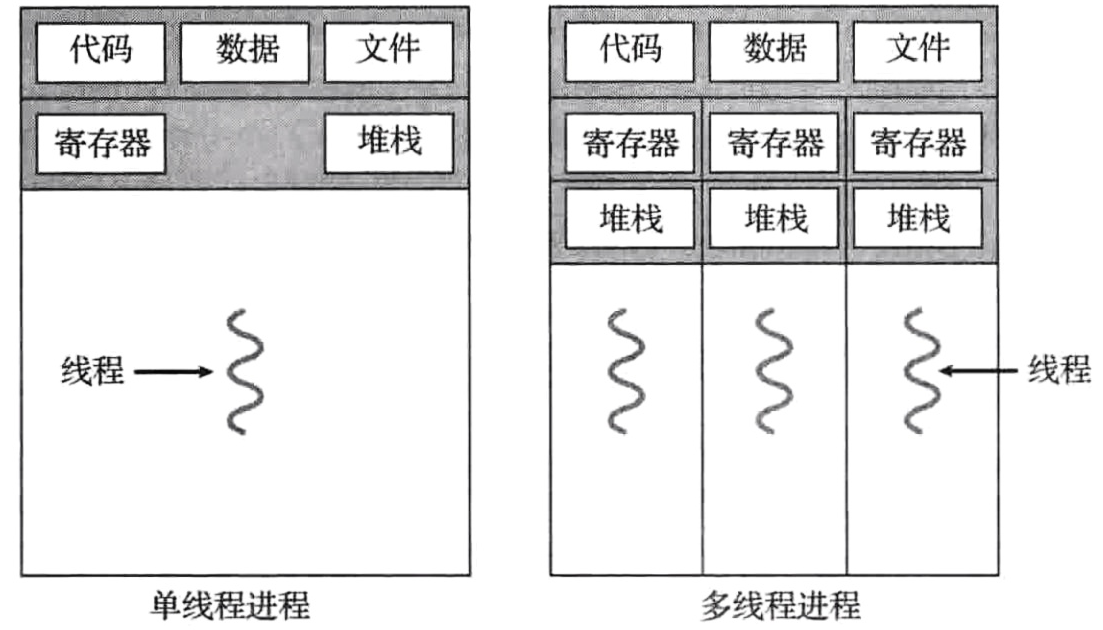 代码 数据 文件 代码 数据 文件
寄存器 堆栈 寄存器 寄存器 寄存器
堆栈 堆栈 堆栈
线程 线程
单线程进程 多线程进程